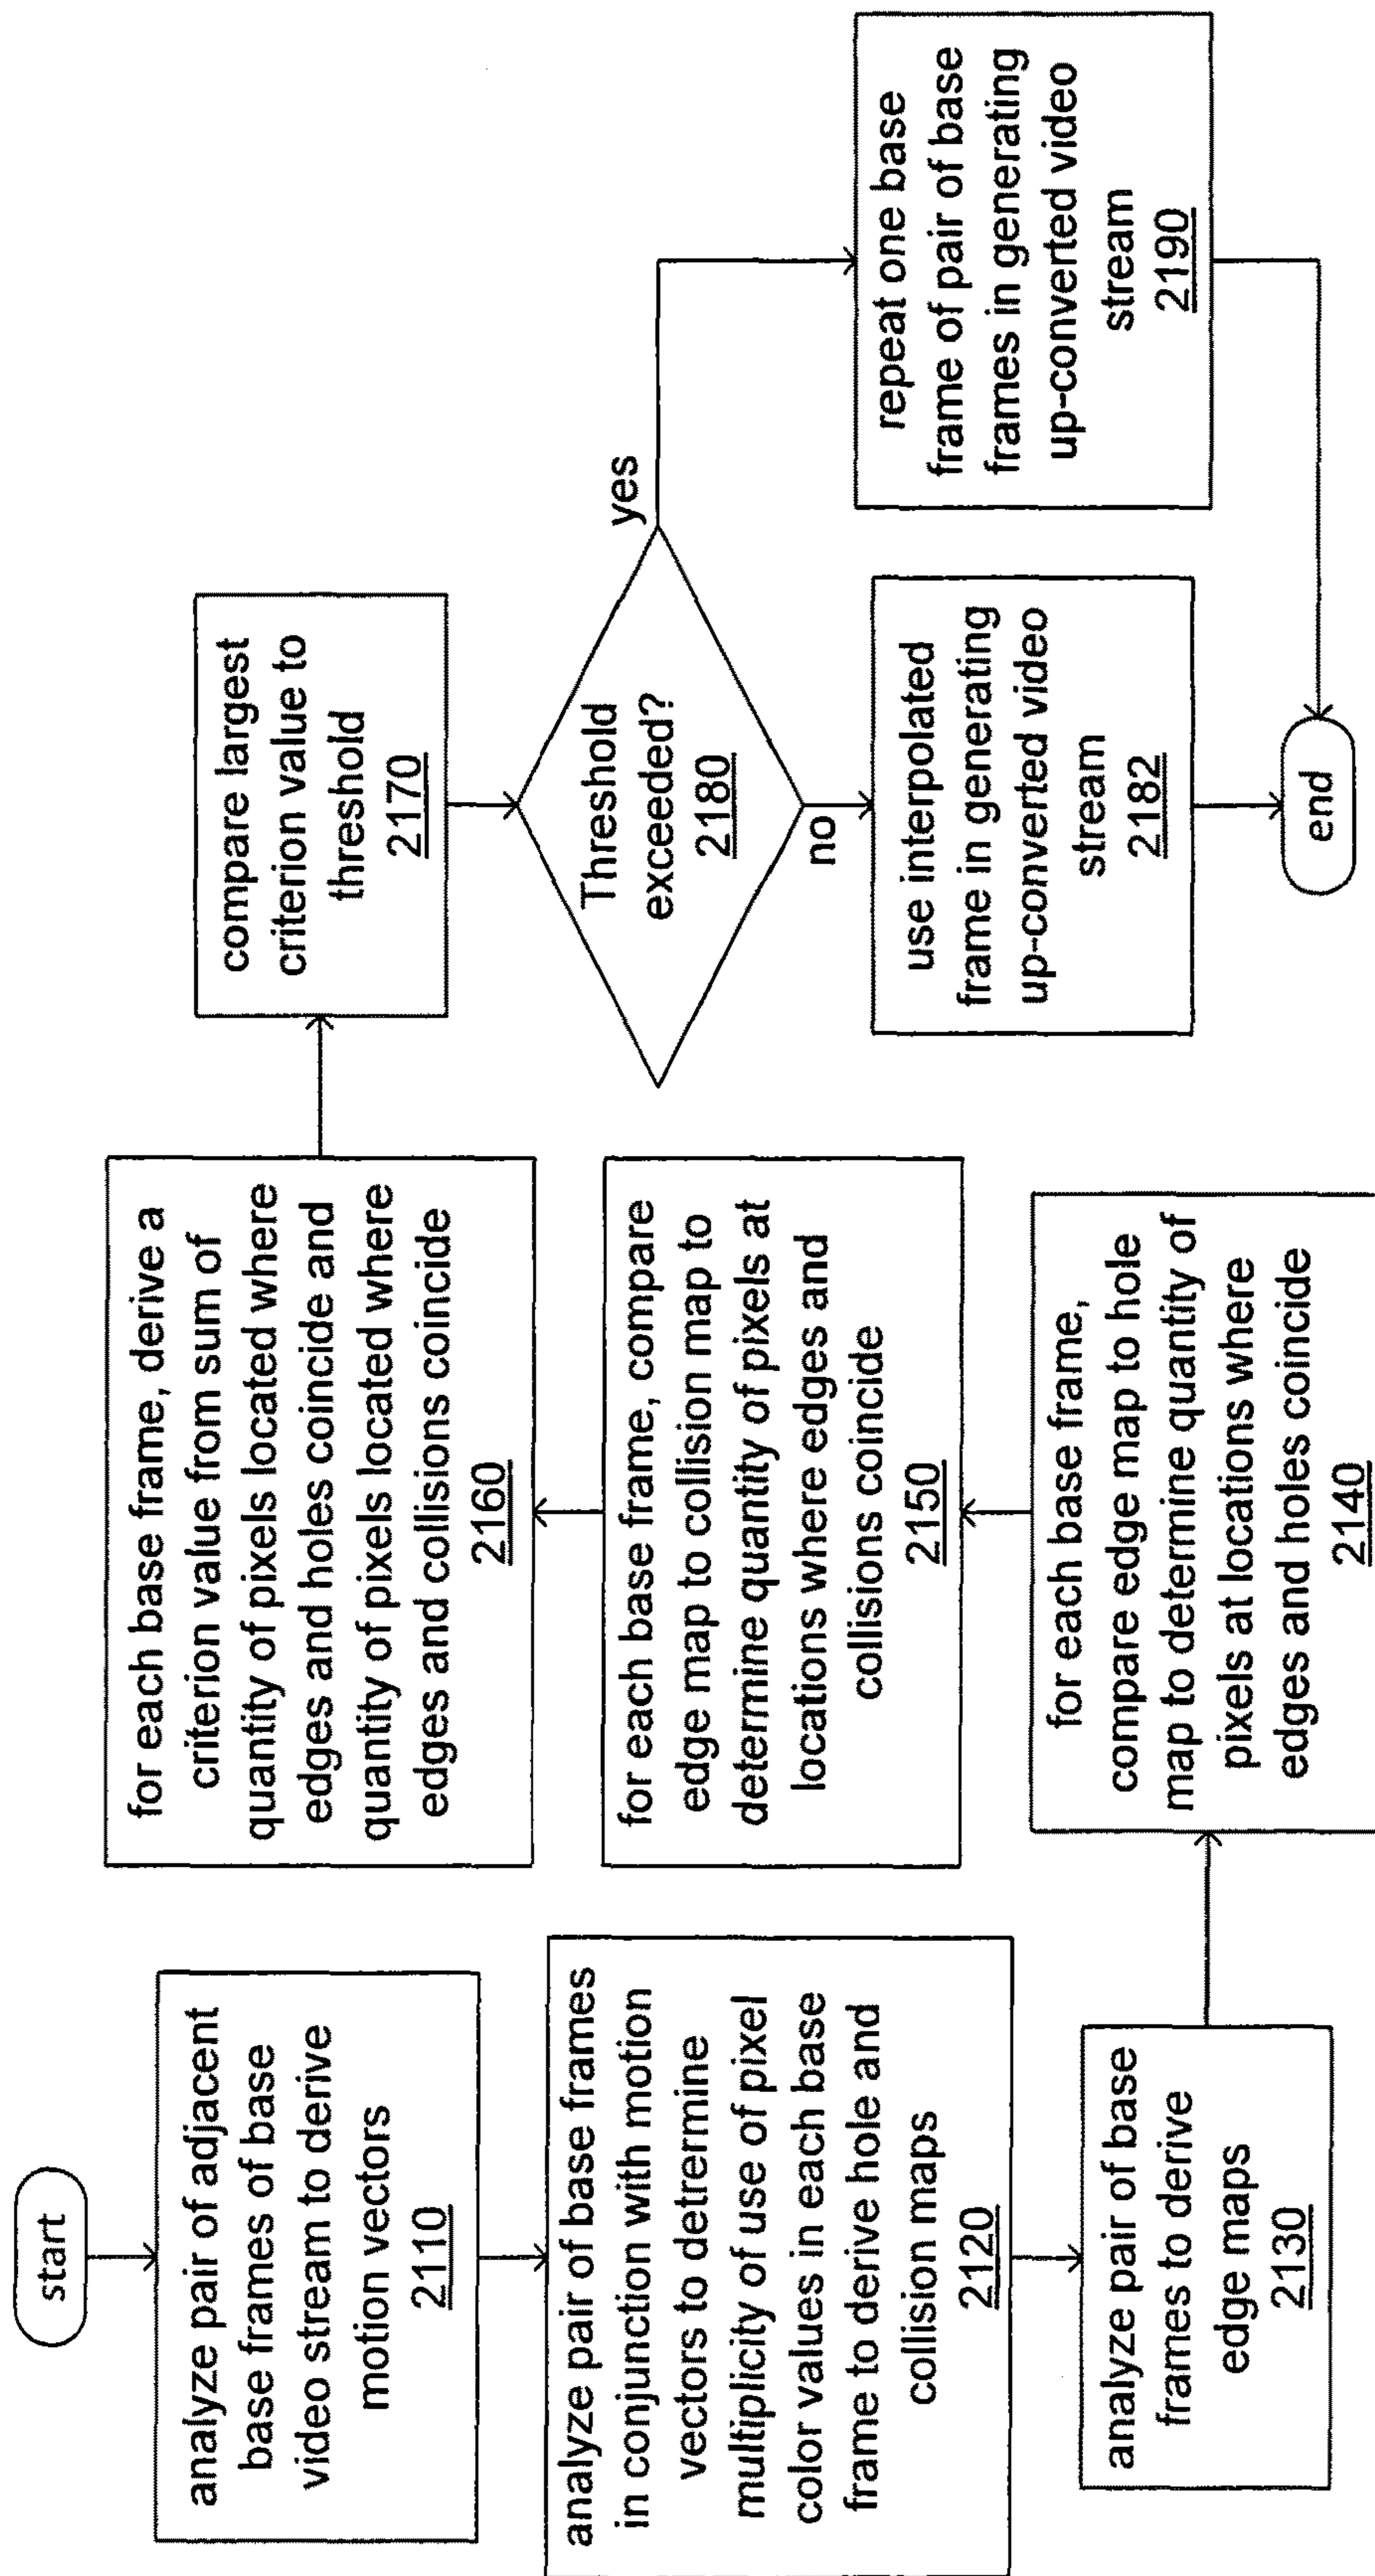 start
analyze pair of adjacent
base frames of base
video stream to derive
motion vectors
2110
analyze pair of base frames
in conjunction with motion
vectors to detremine
multiplicity of use of pixel
color values in each base
frame to derive hole and
collision maps
2120
analyze pair of base
frames to derive
edge maps
2130
for each base frame,
compare edge map to hole
map to determine quantity of
pixels at locations where
edges and holes coincide
2140
for each base frame, compare
edge map to collision map to
determine quantity of pixels at
locations where edges and
collisions coincide
2150
for each base frame, derive a
criterion value from sum of
quantity of pixels located where
edges and holes coincide and
quantity of pixels located where
edges and collisions coincide
2160
compare largest
criterion value to
threshold
2170
Threshold
exceeded?
2180
yes
no
use interpolated
frame in generating
up-converted video
stream
2182
repeat one base
frame of pair of base
frames in generating
up-converted video
stream
2190
end